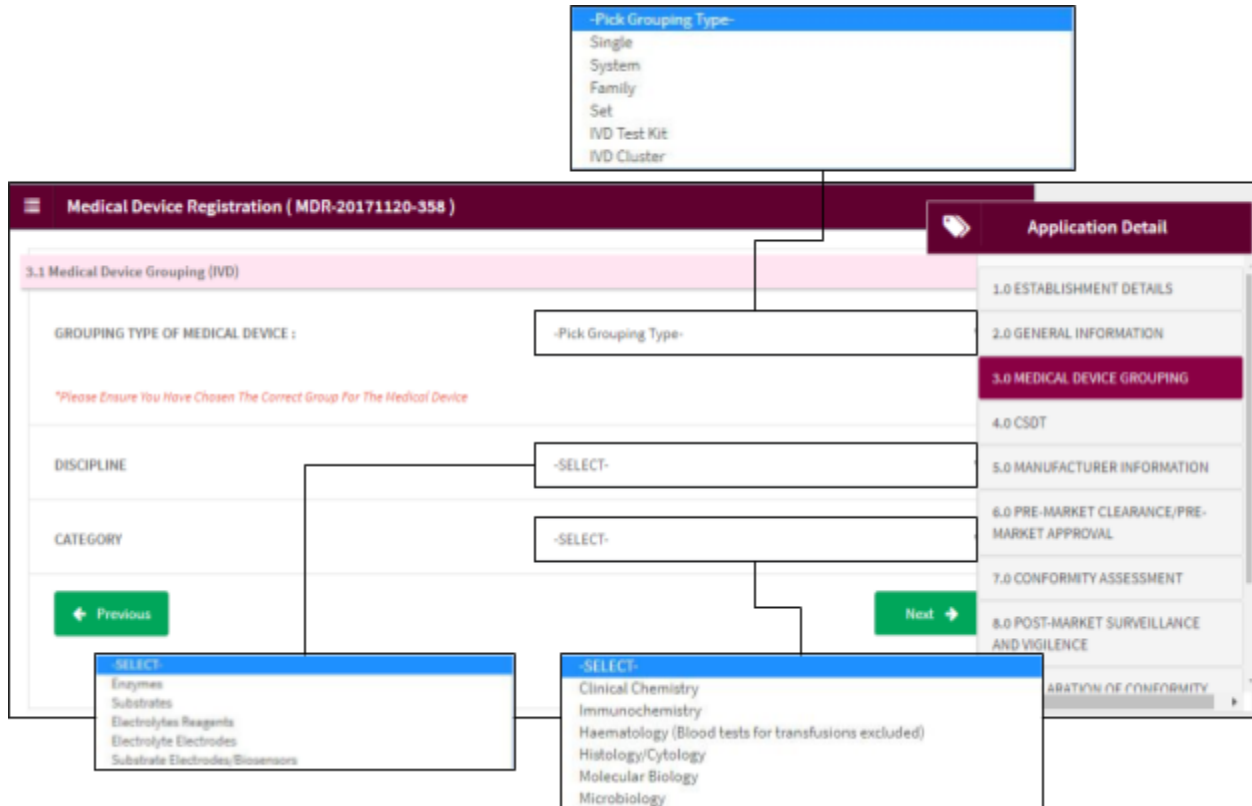 -Pick Grouping Type-
Single
System
Family
Set
IVD Test Kit
IVD Cluster
Medical Device Registration ( MDR-20171120-358 )
Application Detail
3.1 Medical Device Grouping (IVD)
GROUPING TYPE OF MEDICAL DEVICE :
-Pick Grouping Type-
*Please Ensure You Have Chosen The Correct Group For The Medical Device
DISCIPLINE
-SELECT-
CATEGORY
-SELECT-
Previous
Next
1.0 ESTABLISHMENT DETAILS
2.0 GENERAL INFORMATION
3.0 MEDICAL DEVICE GROUPING
4.0 CSDT
5.0 MANUFACTURER INFORMATION
6.0 PRE-MARKET CLEARANCE/PRE-
MARKET APPROVAL
7.0 CONFORMITY ASSESSMENT
8.0 POST-MARKET SURVEILLANCE
AND VIGILENCE
ARATION OF CONFORMITY
-SELECT-
Enzymes
Substrates
Electrolytes Reagents
Electrolyte Electrodes
Substrate Electrodes/Biosensors
-SELECT-
Clinical Chemistry
Immunochemistry
Haematology (Blood tests for transfusions excluded)
Histology/Cytology
Molecular Biology
Microbiology